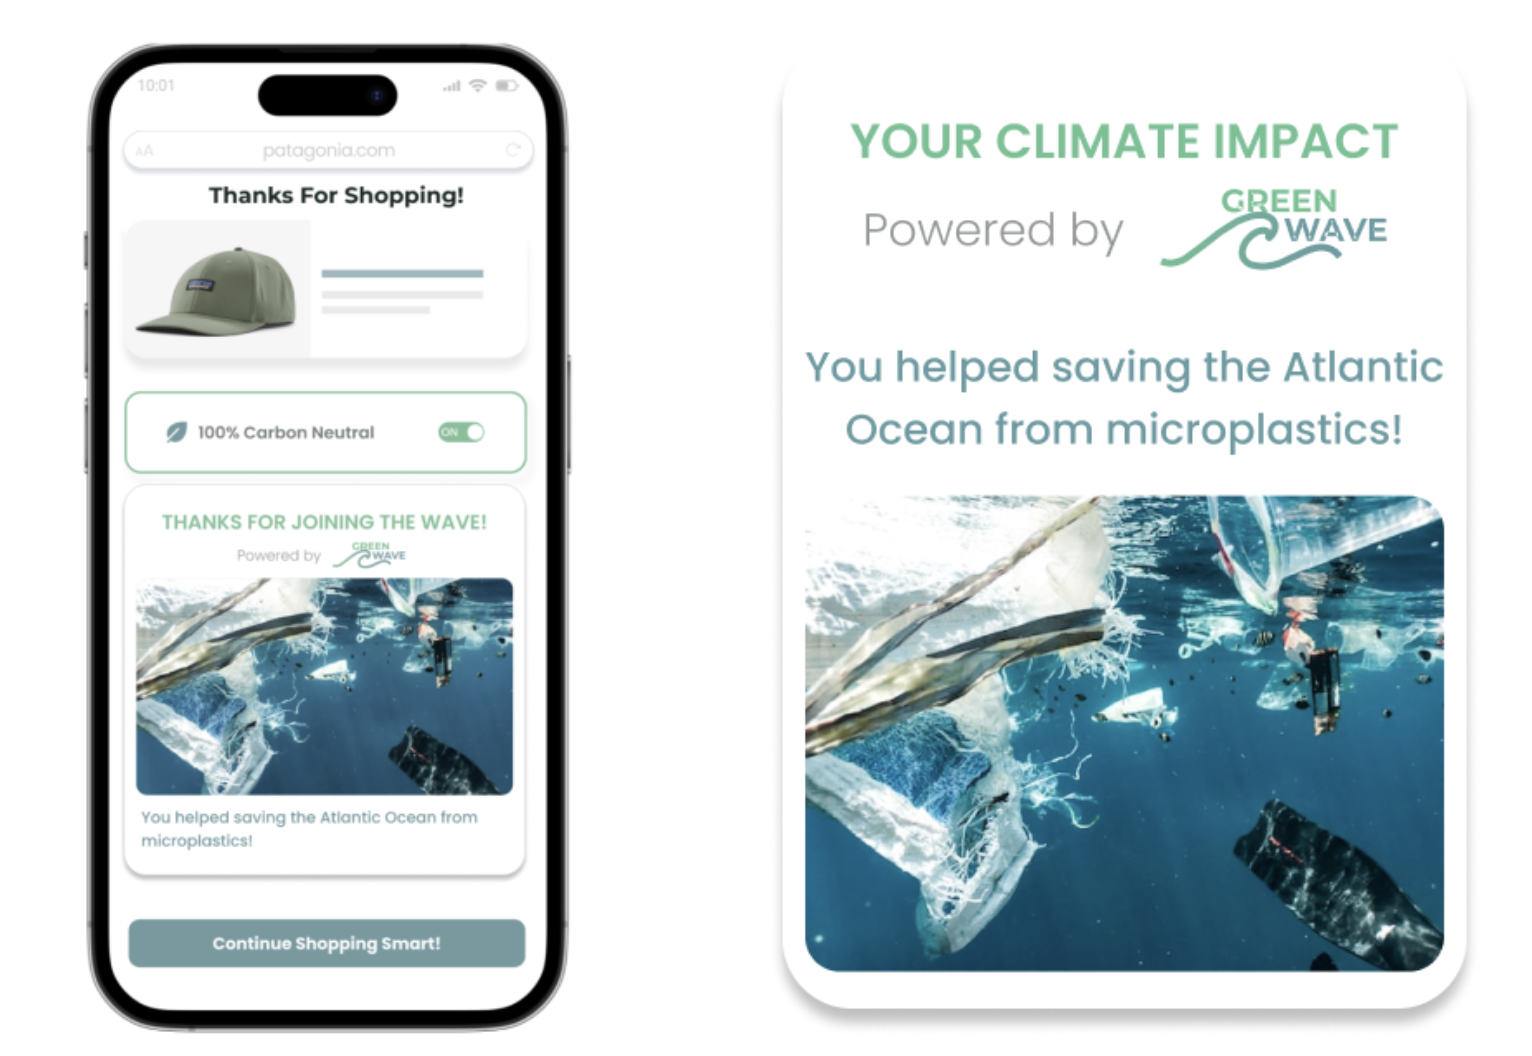 10:01
AA
patagonia.com
Thanks For Shopping!
100% Carbon Neutral
ON
THANKS FOR JOINING THE WAVE!
Powered by
GREEN
WAVE
You helped saving the Atlantic Ocean from
microplastics!
Continue Shopping Smart!
YOUR CLIMATE IMPACT
Powered by
GREEN
WAVE
You helped saving the Atlantic
Ocean from microplastics!